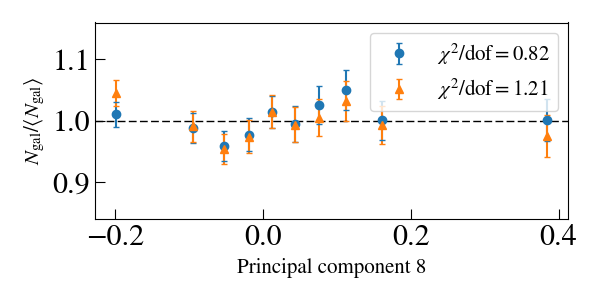 1.1
1.0
0.9
N_gal/⟨N_gal⟩
χ²/dof = 0.82
χ²/dof = 1.21
−0.2 0.0 0.2 0.4
Principal component 8